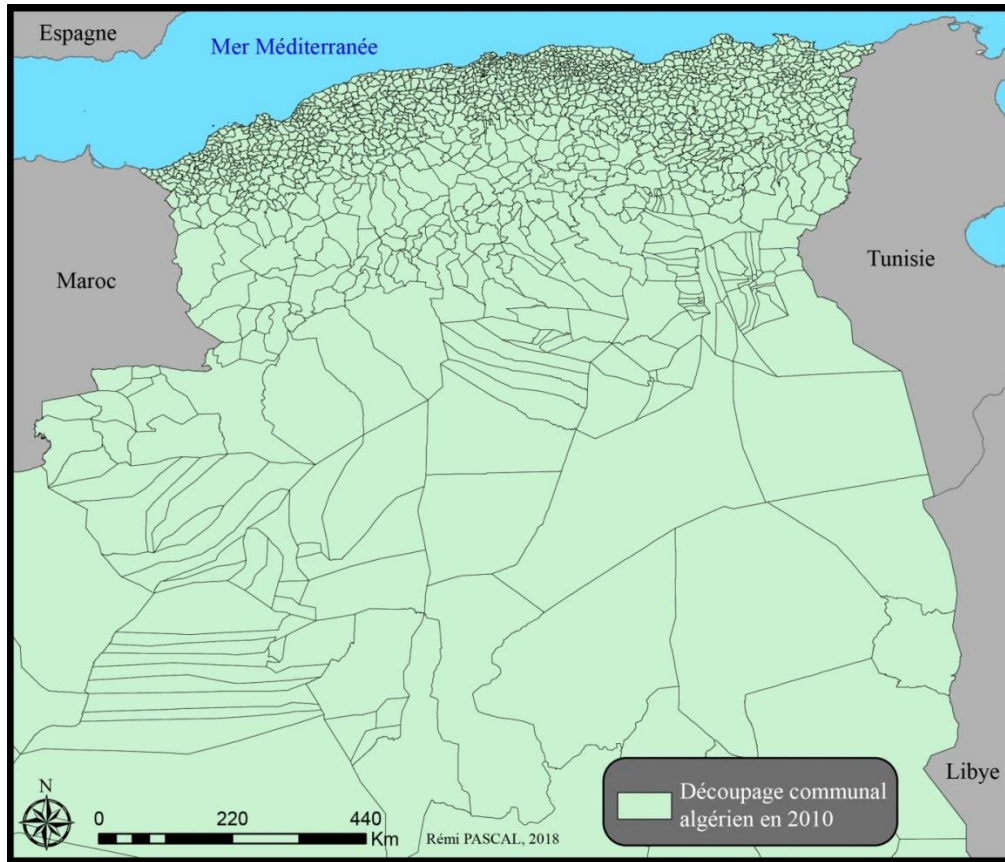 Espagne
Mer Méditerranée
Maroc
Tunisie
Libye
N
0 220 440
Km
Rémi PASCAL, 2018
Découpage communal
algérien en 2010